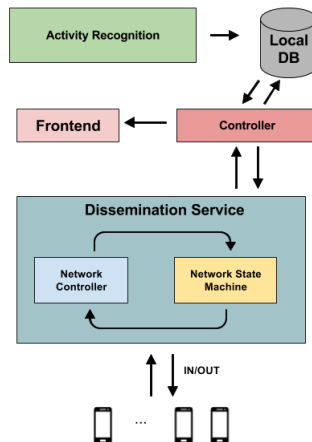 Activity Recognition
Local
DB
Frontend
Controller
Dissemination Service
Network
Controller
Network State
Machine
IN/OUT
...